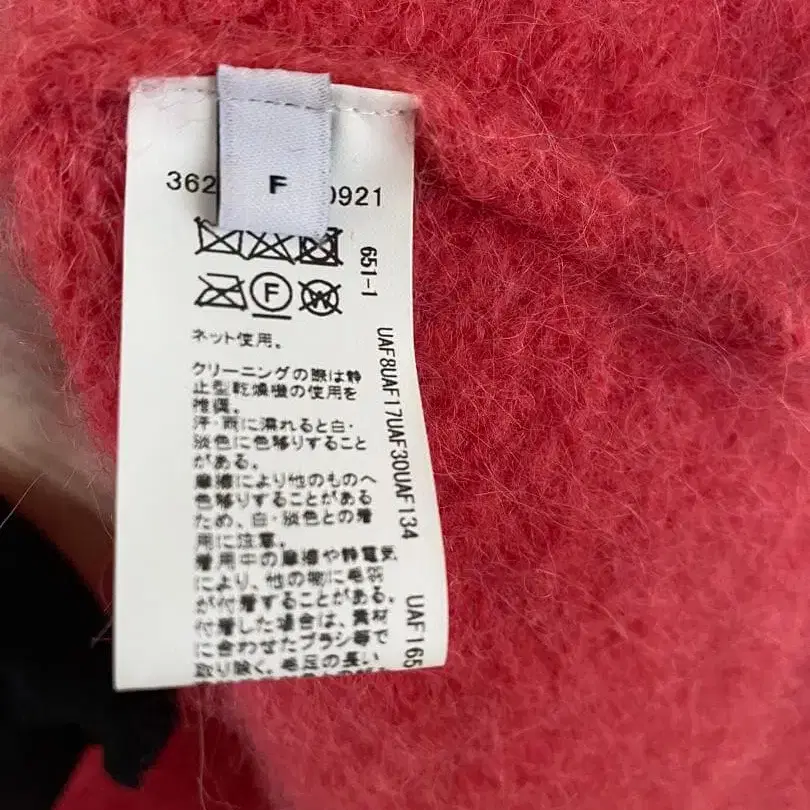 F
362
0921
651-1
F
W
ネット使用。
クリーニングの際は静
止型乾燥機の使用を
推奨。
汗・雨に濡れると白・
淡色に色移りすること
がある。
摩擦により他のものへ
色移りすることがある
ため、白・淡色との着
用に注意。
着用中の摩擦や静電気
により、他の物に毛羽
が付着することがある。
付着した場合は、素材
に合わせたブラシ等で
取り除く。毛足の長い
UAF8UAF17UAF30UAF134
UAF165